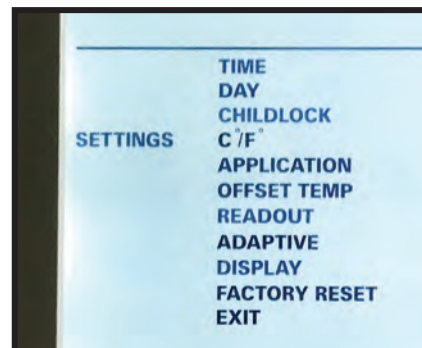 TIME
DAY
CHILDLOCK
SETTINGS C°/F°
APPLICATION
OFFSET TEMP
READOUT
ADAPTIVE
DISPLAY
FACTORY RESET
EXIT